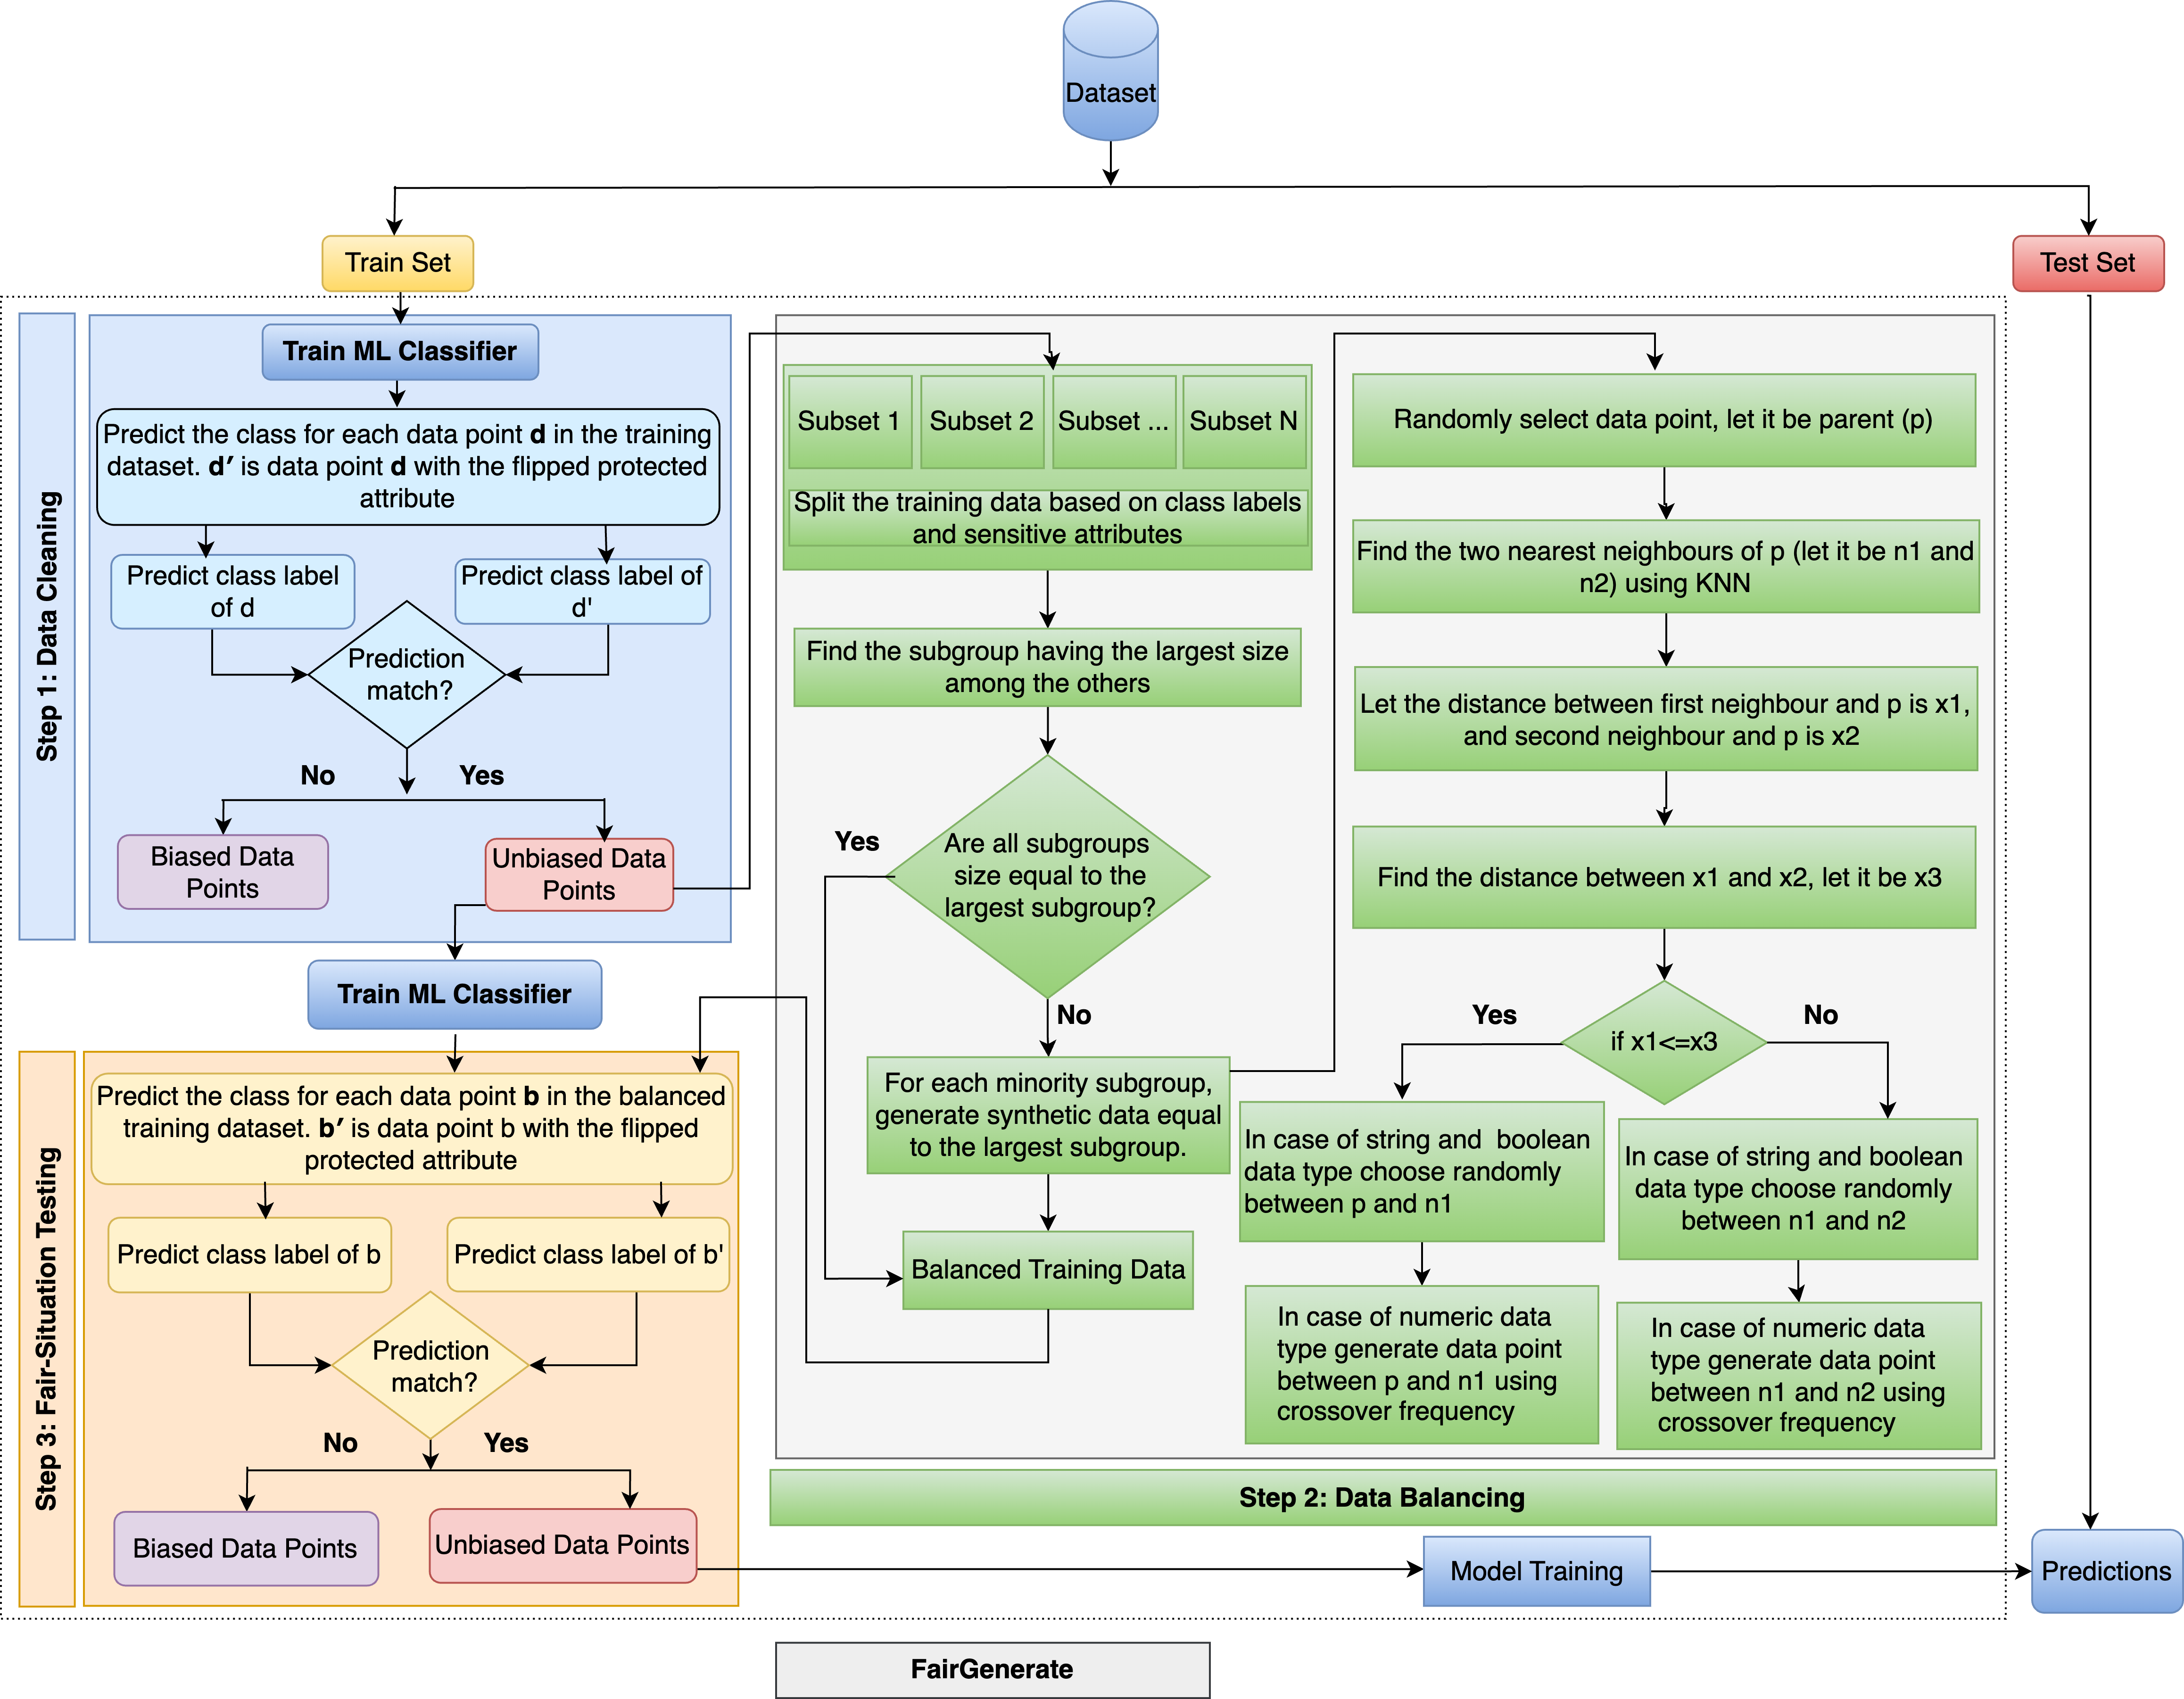 Dataset
Train Set
Test Set
Step 1: Data Cleaning
Train ML Classifier
Predict the class for each data point d in the training
dataset. d′ is data point d with the flipped protected
attribute
Predict class label
of d
Predict class label of
d'
Prediction
match?
No
Yes
Biased Data
Points
Unbiased Data
Points
Train ML Classifier
Step 3: Fair-Situation Testing
Predict the class for each data point b in the balanced
training dataset. b′ is data point b with the flipped
protected attribute
Predict class label of b
Predict class label of b'
Prediction
match?
No
Yes
Biased Data Points
Unbiased Data Points
Subset 1
Subset 2
Subset ...
Subset N
Split the training data based on class labels
and sensitive attributes
Find the subgroup having the largest size
among the others
Yes
Are all subgroups
size equal to the
largest subgroup?
No
For each minority subgroup,
generate synthetic data equal
to the largest subgroup.
Balanced Training Data
Randomly select data point, let it be parent (p)
Find the two nearest neighbours of p (let it be n1 and
n2) using KNN
Let the distance between first neighbour and p is x1,
and second neighbour and p is x2
Find the distance between x1 and x2, let it be x3
Yes
if x1<=x3
No
In case of string and boolean
data type choose randomly
between p and n1
In case of string and boolean
data type choose randomly
between n1 and n2
In case of numeric data
type generate data point
between p and n1 using
crossover frequency
In case of numeric data
type generate data point
between n1 and n2 using
crossover frequency
Step 2: Data Balancing
Model Training
Predictions
FairGenerate